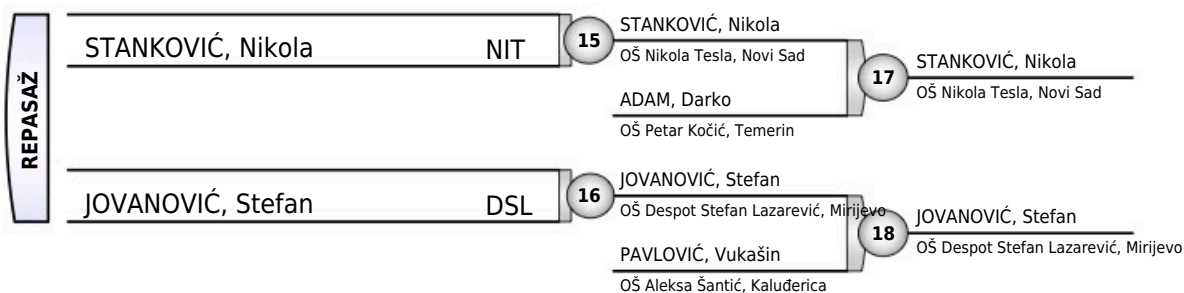 REPASAŽ
STANKOVIĆ, Nikola NIT
15
STANKOVIĆ, Nikola
OŠ Nikola Tesla, Novi Sad
ADAM, Darko
OŠ Petar Kočić, Temerin
17
STANKOVIĆ, Nikola
OŠ Nikola Tesla, Novi Sad
JOVANOVIĆ, Stefan DSL
16
JOVANOVIĆ, Stefan
OŠ Despot Stefan Lazarević, Mirijevo
PAVLOVIĆ, Vukašin
OŠ Aleksa Šantić, Kaluđerica
18
JOVANOVIĆ, Stefan
OŠ Despot Stefan Lazarević, Mirijevo